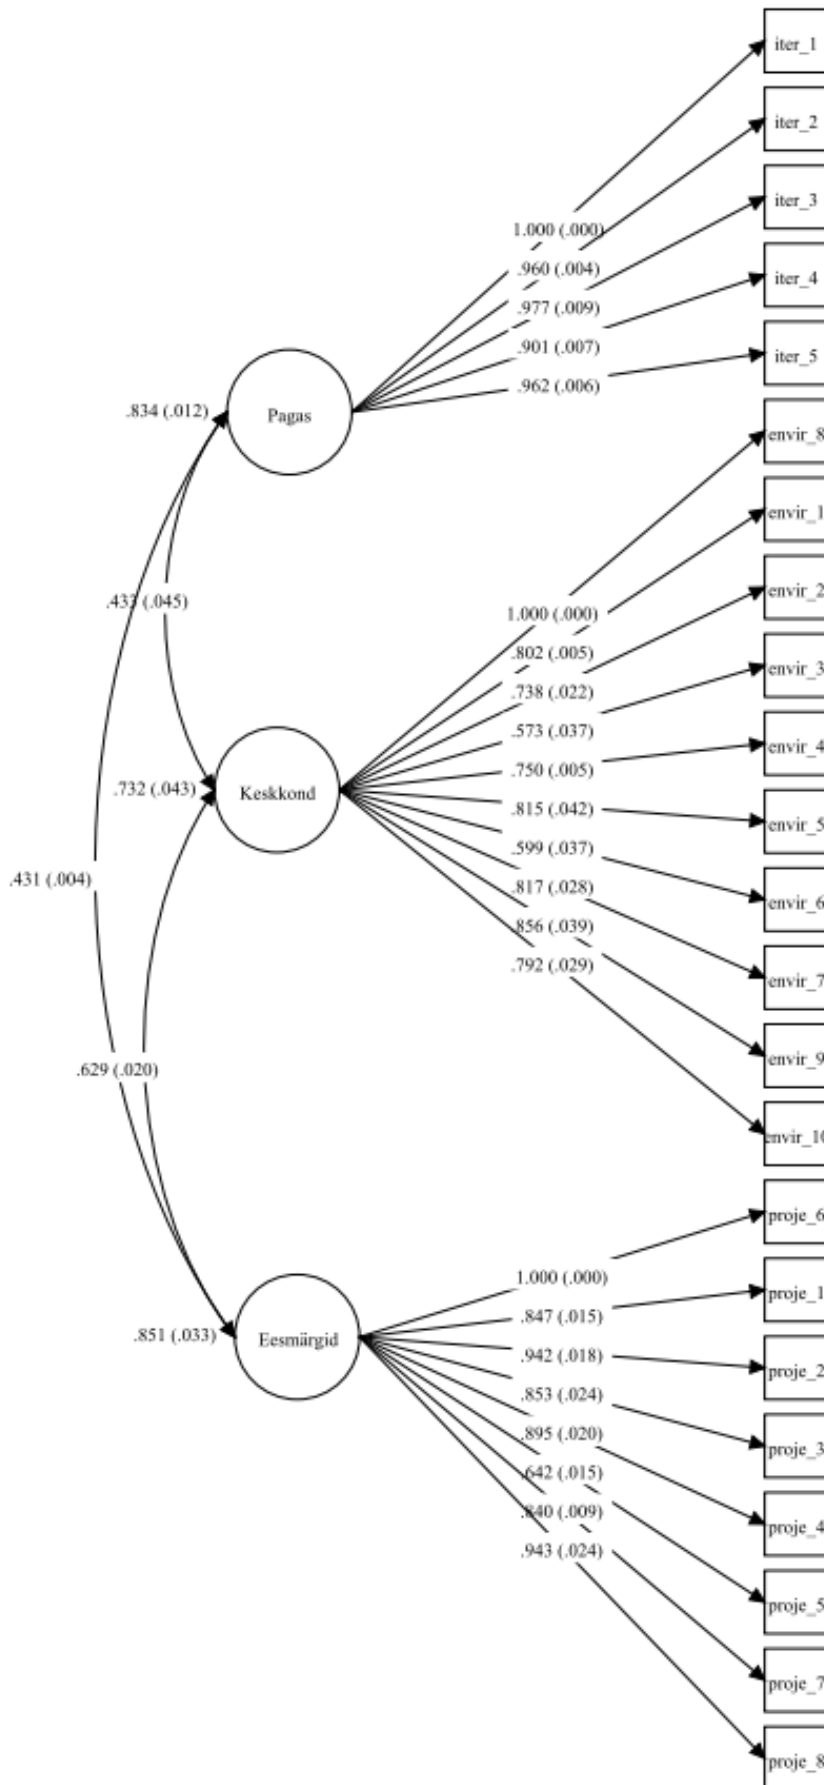 iter_1
iter_2
iter_3
1.000 (.000)
.960 (.004)
iter_4
.977 (.009)
.901 (.007)
iter_5
.962 (.006)
.834 (.012)
Pagas
envir_8
envir_1
envir_2
.433 (.045)
1.000 (.000)
.802 (.005)
envir_3
.738 (.022)
.573 (.037)
envir_4
.750 (.005)
.732 (.043)
Keskkond
.815 (.042)
envir_5
.599 (.037)
.431 (.004)
.817 (.028)
envir_6
.856 (.039)
.792 (.029)
envir_7
envir_9
.629 (.020)
envir_10
proje_6
1.000 (.000)
proje_1
.847 (.015)
.851 (.033)
Eesmärgid
.942 (.018)
proje_2
.853 (.024)
.895 (.020)
proje_3
.642 (.015)
.840 (.009)
proje_4
.943 (.024)
proje_5
proje_7
proje_8